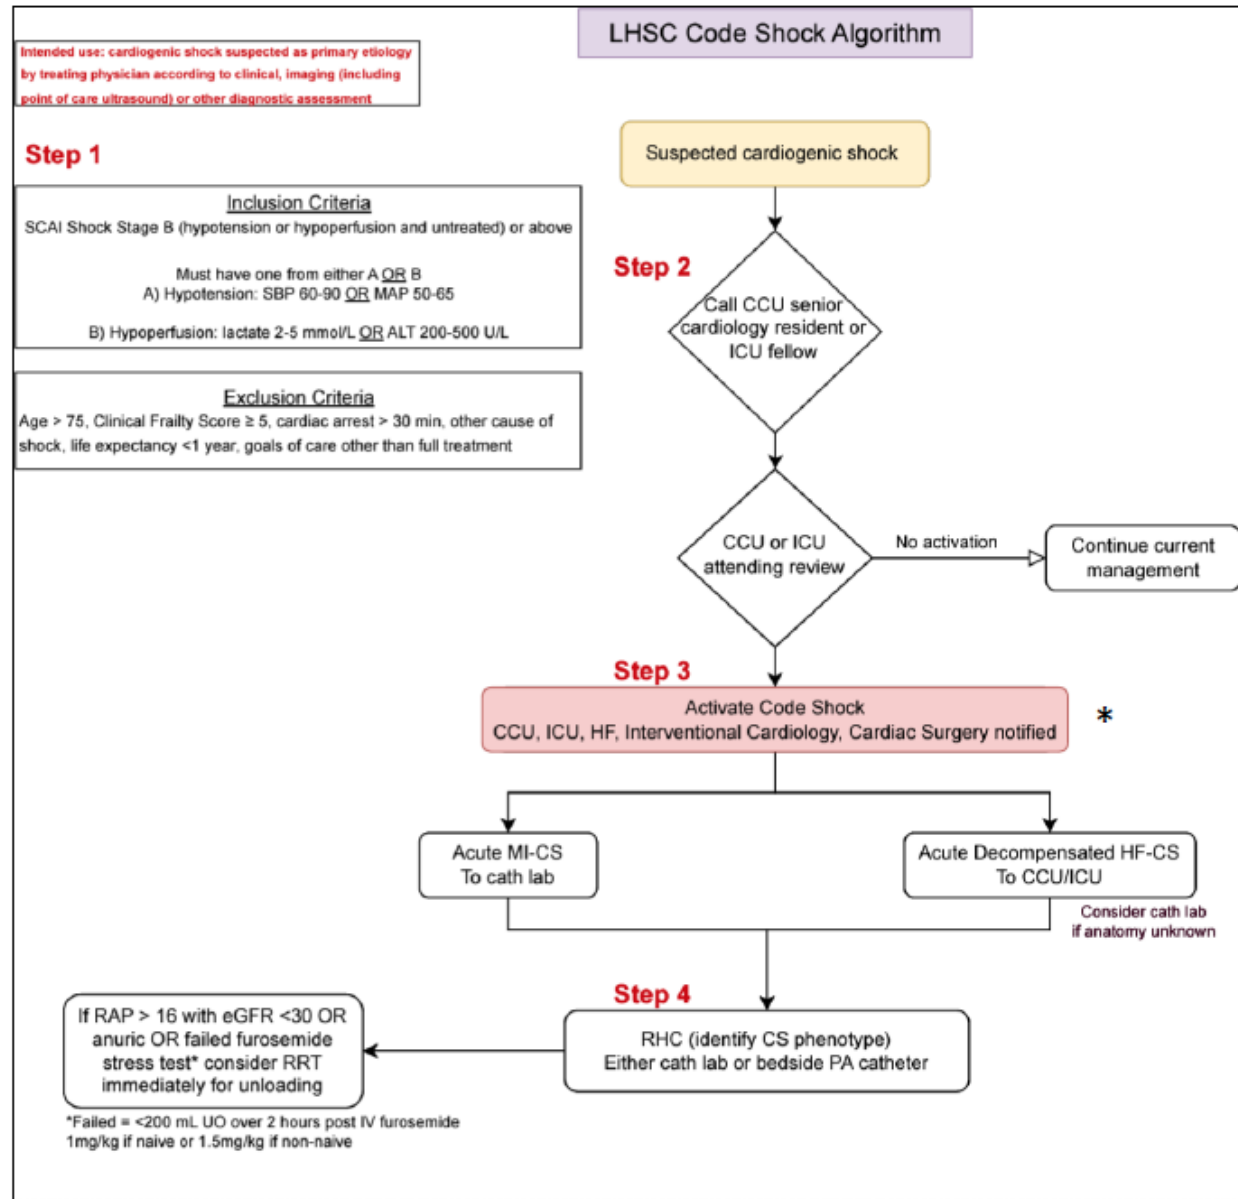 LHSC Code Shock Algorithm
Intended use: cardiogenic shock suspected as primary etiology
by treating physician according to clinical, imaging (including
point of care ultrasound) or other diagnostic assessment
Step 1
Suspected cardiogenic shock
Inclusion Criteria
SCAI Shock Stage B (hypotension or hypoperfusion and untreated) or above
Must have one from either A OR B
A) Hypotension: SBP 60-90 OR MAP 50-65
B) Hypoperfusion: lactate 2-5 mmol/L OR ALT 200-500 U/L
Exclusion Criteria
Age > 75, Clinical Frailty Score ≥ 5, cardiac arrest > 30 min, other cause of
shock, life expectancy <1 year, goals of care other than full treatment
Step 2
Call CCU senior
cardiology resident or
ICU fellow
CCU or ICU
attending review
No activation
Continue current
management
Step 3
Activate Code Shock
CCU, ICU, HF, Interventional Cardiology, Cardiac Surgery notified
*
Acute MI-CS
To cath lab
Acute Decompensated HF-CS
To CCU/ICU
Consider cath lab
if anatomy unknown
Step 4
RHC (identify CS phenotype)
Either cath lab or bedside PA catheter
If RAP > 16 with eGFR <30 OR
anuric OR failed furosemide
stress test* consider RRT
immediately for unloading
*Failed = <200 mL UO over 2 hours post IV furosemide
1mg/kg if naive or 1.5mg/kg if non-naive